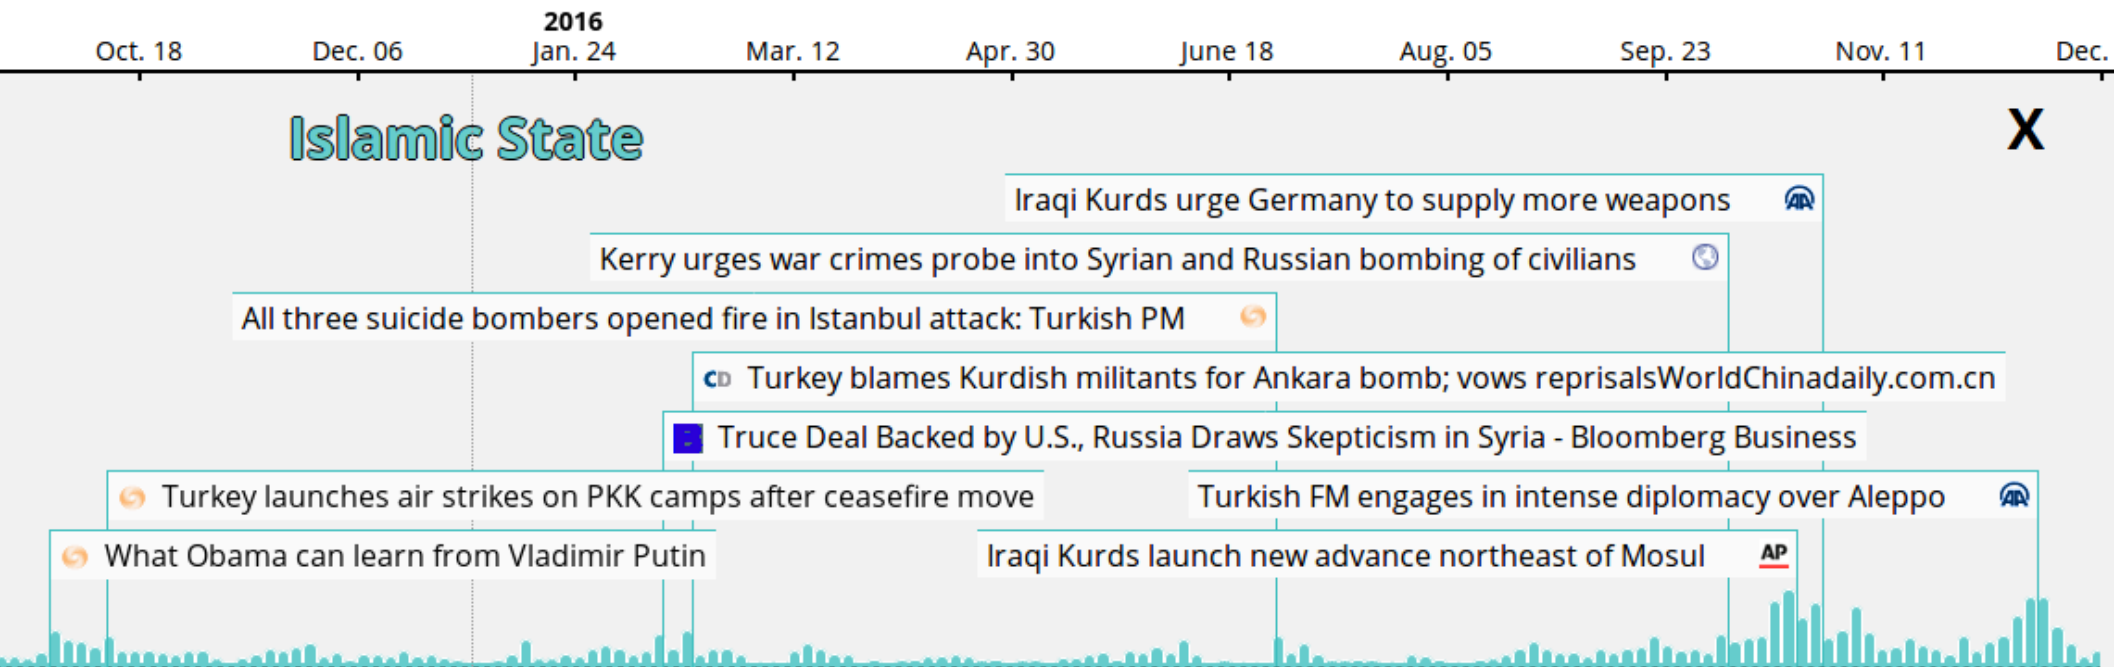 2016
Oct. 18 Dec. 06 Jan. 24 Mar. 12 Apr. 30 June 18 Aug. 05 Sep. 23 Nov. 11 Dec.
Islamic State X
Iraqi Kurds urge Germany to supply more weapons AA
Kerry urges war crimes probe into Syrian and Russian bombing of civilians
All three suicide bombers opened fire in Istanbul attack: Turkish PM
CD Turkey blames Kurdish militants for Ankara bomb; vows reprisalsWorldChinadaily.com.cn
Truce Deal Backed by U.S., Russia Draws Skepticism in Syria - Bloomberg Business
Turkey launches air strikes on PKK camps after ceasefire move
Turkish FM engages in intense diplomacy over Aleppo AA
What Obama can learn from Vladimir Putin
Iraqi Kurds launch new advance northeast of Mosul AP